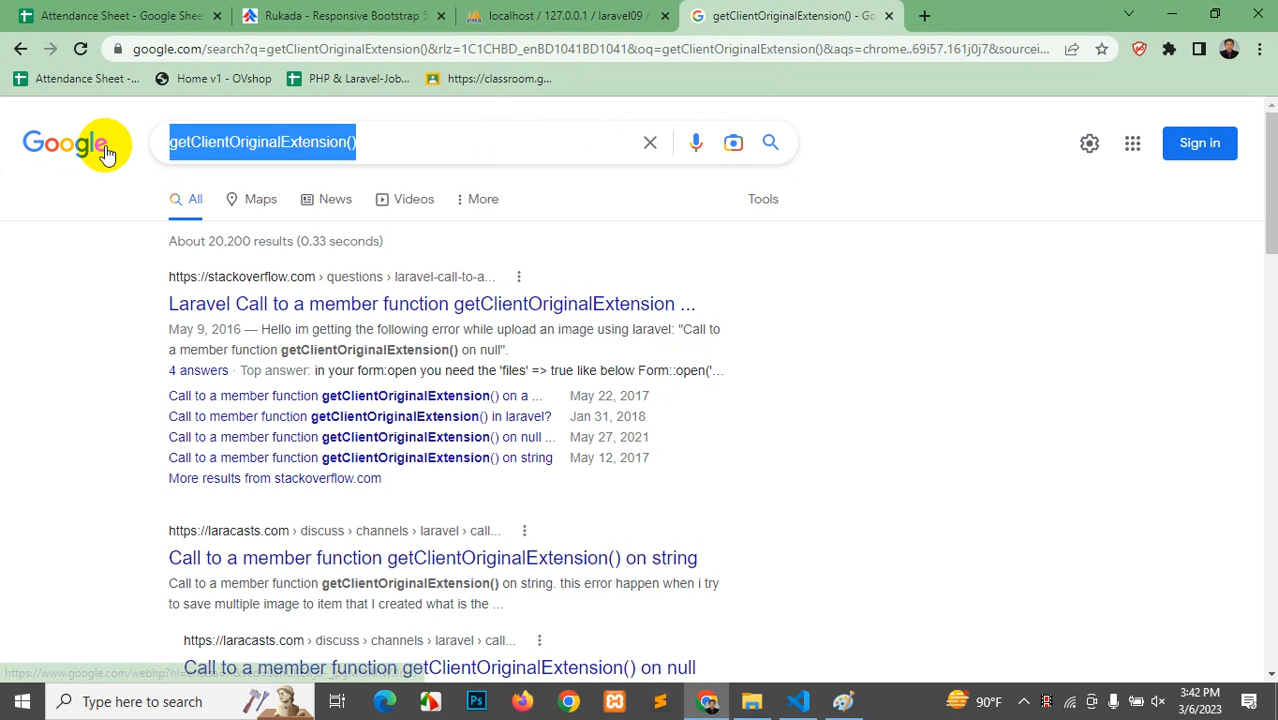 Attendance Sheet - Google Shee
Rukada - Responsive Bootstrap 5
localhost / 127.0.0.1 / laravel09 /
getClientOriginalExtension() - Go
google.com/search?q=getClientOriginalExtension()&rlz=1C1CHBD_enBD1041BD1041&oq=getClientOriginalExtension()&aqs=chrome..69i57.161j0j7&sourcei...
Attendance Sheet -...
Home v1 - OVshop
PHP & Laravel-Job...
https://classroom.g...
Google
getClientOriginalExtension()
Sign in
All
Maps
News
Videos
More
Tools
About 20,200 results (0.33 seconds)
https://stackoverflow.com › questions › laravel-call-to-a...
Laravel Call to a member function getClientOriginalExtension ...
May 9, 2016 — Hello im getting the following error while upload an image using laravel: "Call to
a member function getClientOriginalExtension() on null".
4 answers · Top answer: in your form:open you need the 'files' => true like below Form::open('...
Call to a member function getClientOriginalExtension() on a ... May 22, 2017
Call to member function getClientOriginalExtension() in laravel? Jan 31, 2018
Call to a member function getClientOriginalExtension() on null ... May 27, 2021
Call to a member function getClientOriginalExtension() on string May 12, 2017
More results from stackoverflow.com
https://laracasts.com › discuss › channels › laravel › call...
Call to a member function getClientOriginalExtension() on string
Call to a member function getClientOriginalExtension() on string. this error happen when i try
to save multiple image to item that I created what is the ...
https://laracasts.com › discuss › channels › laravel › call...
Call to a member function getClientOriginalExtension() on null
Type here to search
Ps
90°F
3:42 PM
3/6/2023